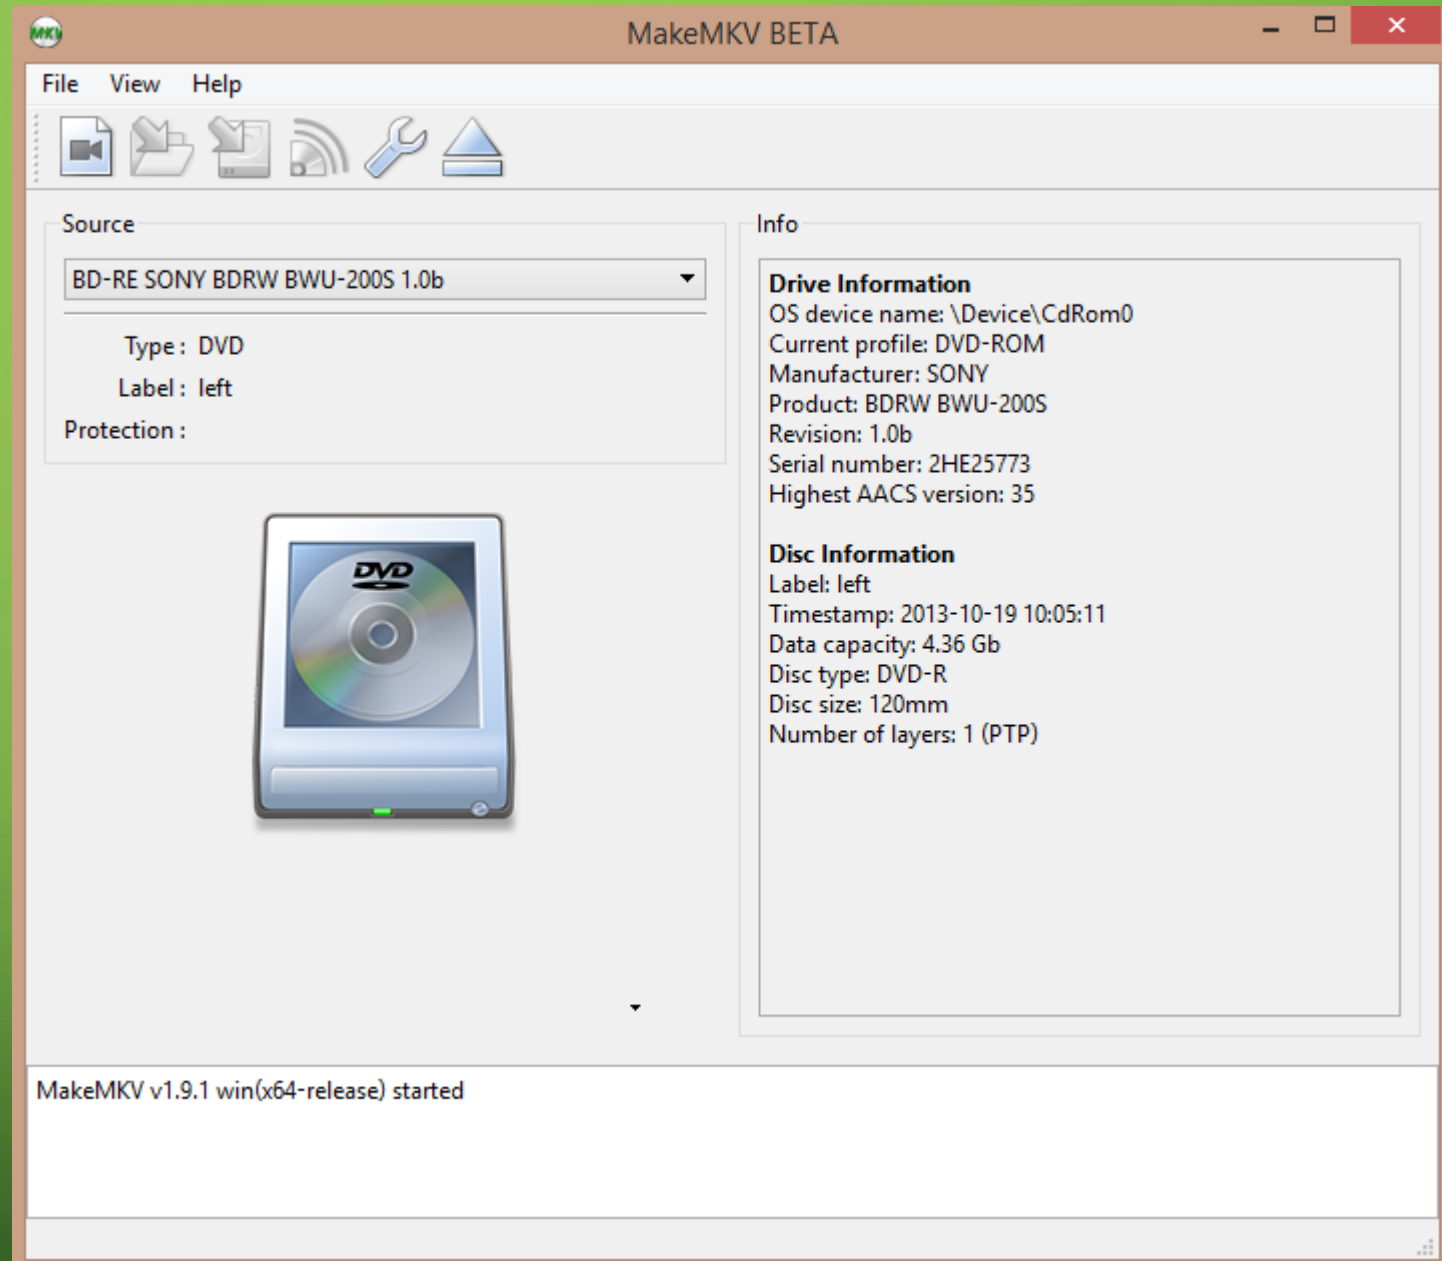 MKV
MakeMKV BETA
File View Help
Source
BD-RE SONY BDRW BWU-200S 1.0b
Type : DVD
Label : left
Protection :
DVD
Info
Drive Information
OS device name: \Device\CdRom0
Current profile: DVD-ROM
Manufacturer: SONY
Product: BDRW BWU-200S
Revision: 1.0b
Serial number: 2HE25773
Highest AACS version: 35
Disc Information
Label: left
Timestamp: 2013-10-19 10:05:11
Data capacity: 4.36 Gb
Disc type: DVD-R
Disc size: 120mm
Number of layers: 1 (PTP)
MakeMKV v1.9.1 win(x64-release) started